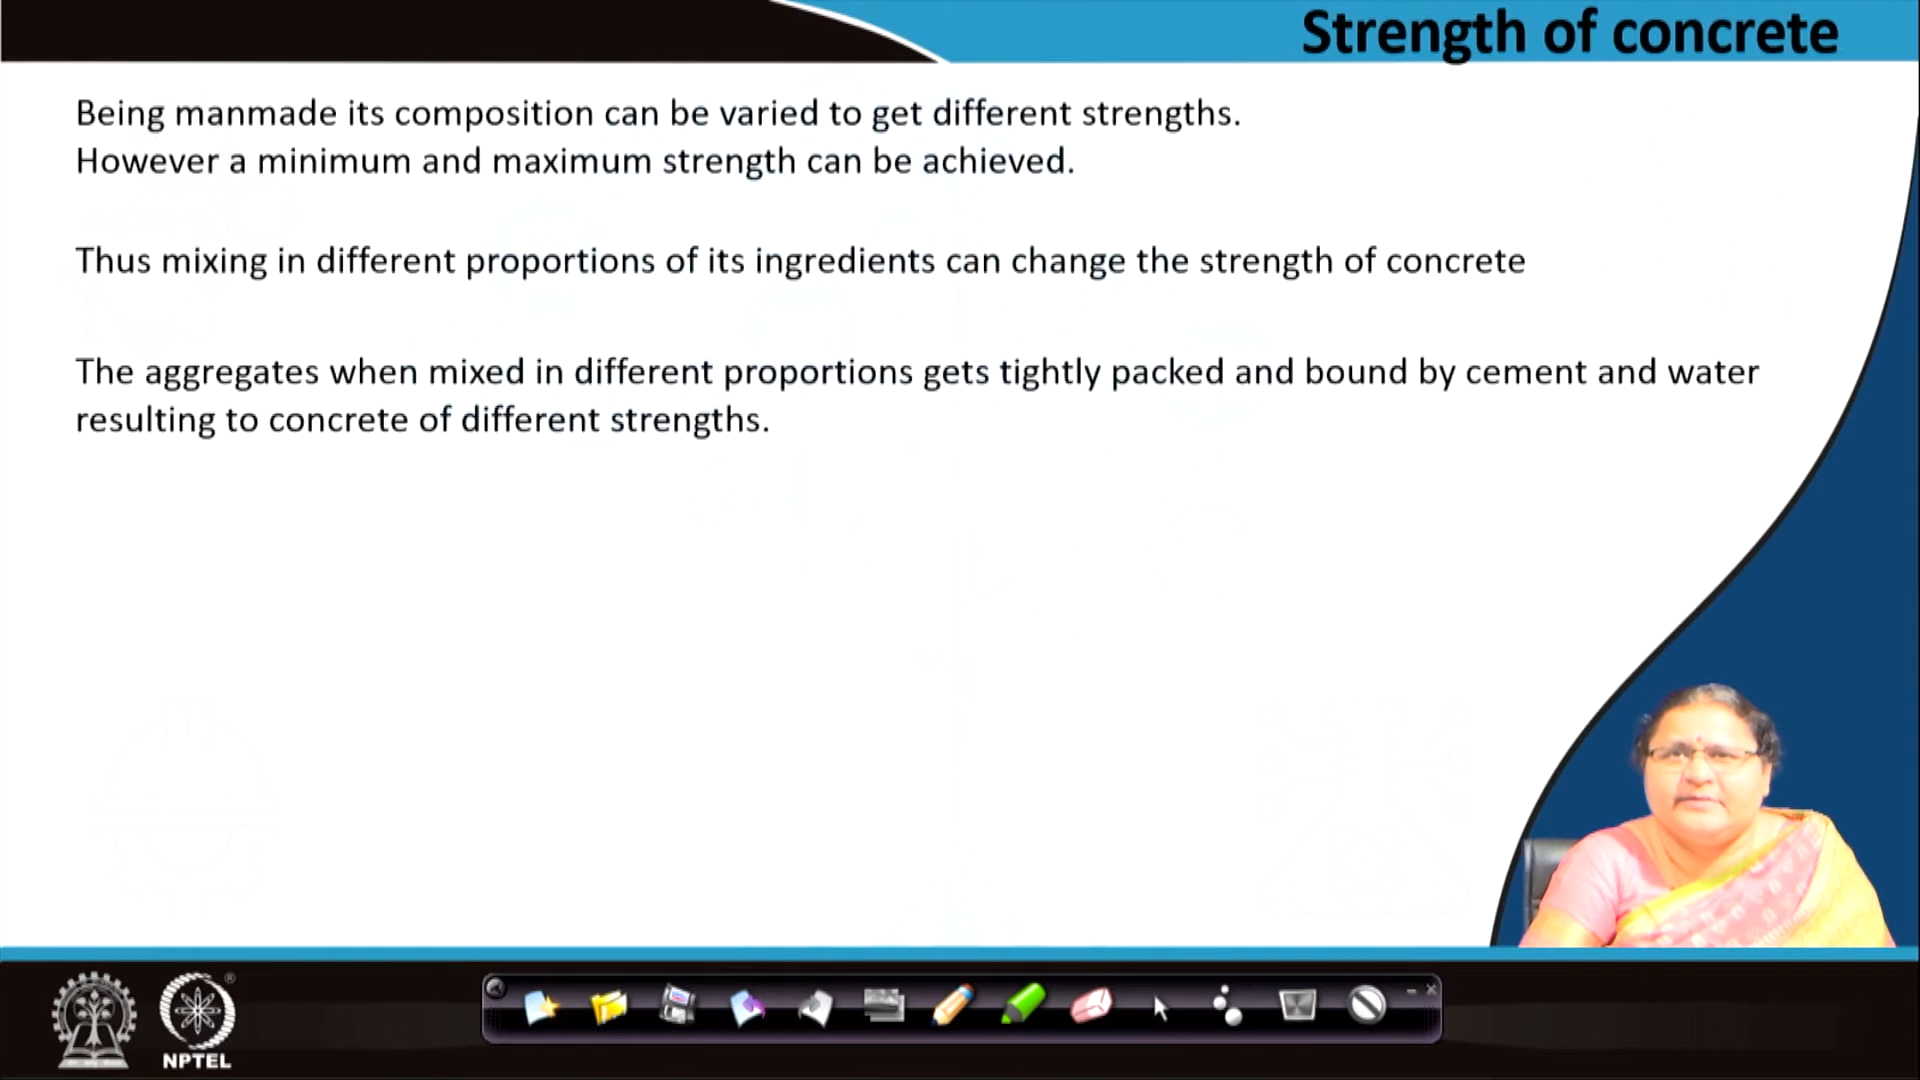 Strength of concrete
Being manmade its composition can be varied to get different strengths.
However a minimum and maximum strength can be achieved.
Thus mixing in different proportions of its ingredients can change the strength of concrete
The aggregates when mixed in different proportions gets tightly packed and bound by cement and water
resulting to concrete of different strengths.
®
NPTEL